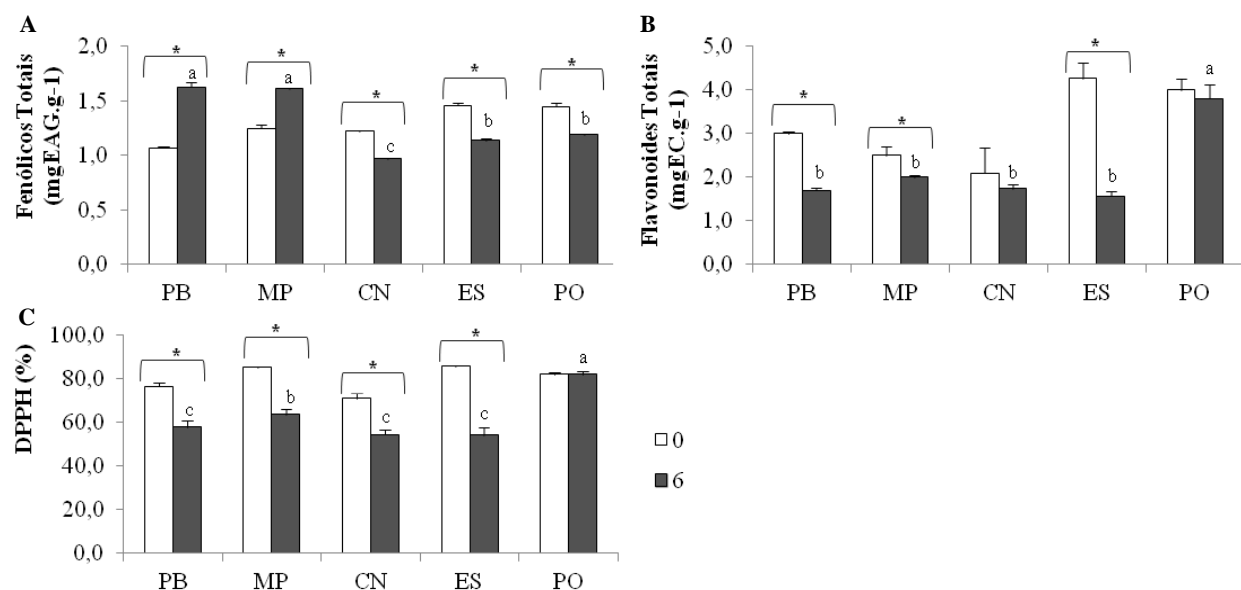 A
Fenólicos Totais
(mgEAG.g-1)
2,0
1,5
1,0
0,5
0,0
* * * * *
a a c b b
PB MP CN ES PO
B
Flavonoides Totais
(mgEC.g-1)
5,0
4,0
3,0
2,0
1,0
0,0
* * *
b b b b a
PB MP CN ES PO
C
DPPH (%)
100,0
80,0
60,0
40,0
20,0
0,0
* * * *
c b c c a
PB MP CN ES PO
0
6